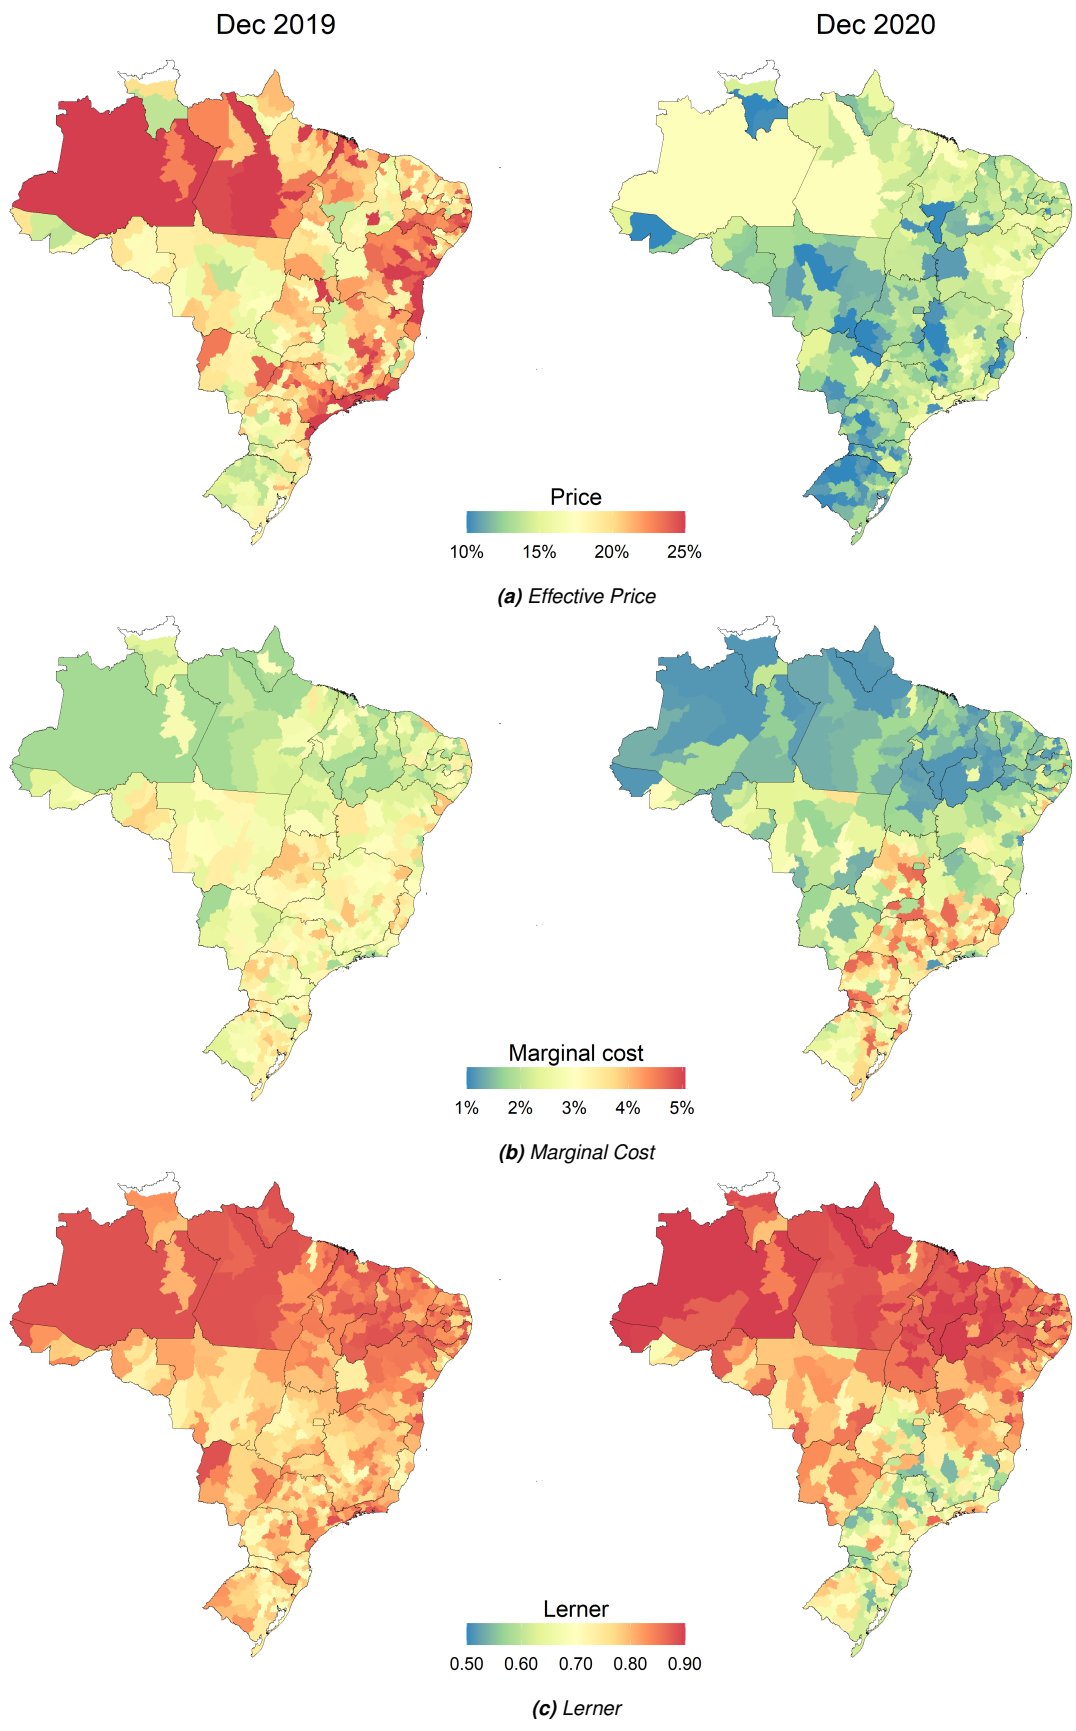 Dec 2019 Dec 2020
Price
10% 15% 20% 25%
(a) Effective Price
Marginal cost
1% 2% 3% 4% 5%
(b) Marginal Cost
Lerner
0.50 0.60 0.70 0.80 0.90
(c) Lerner